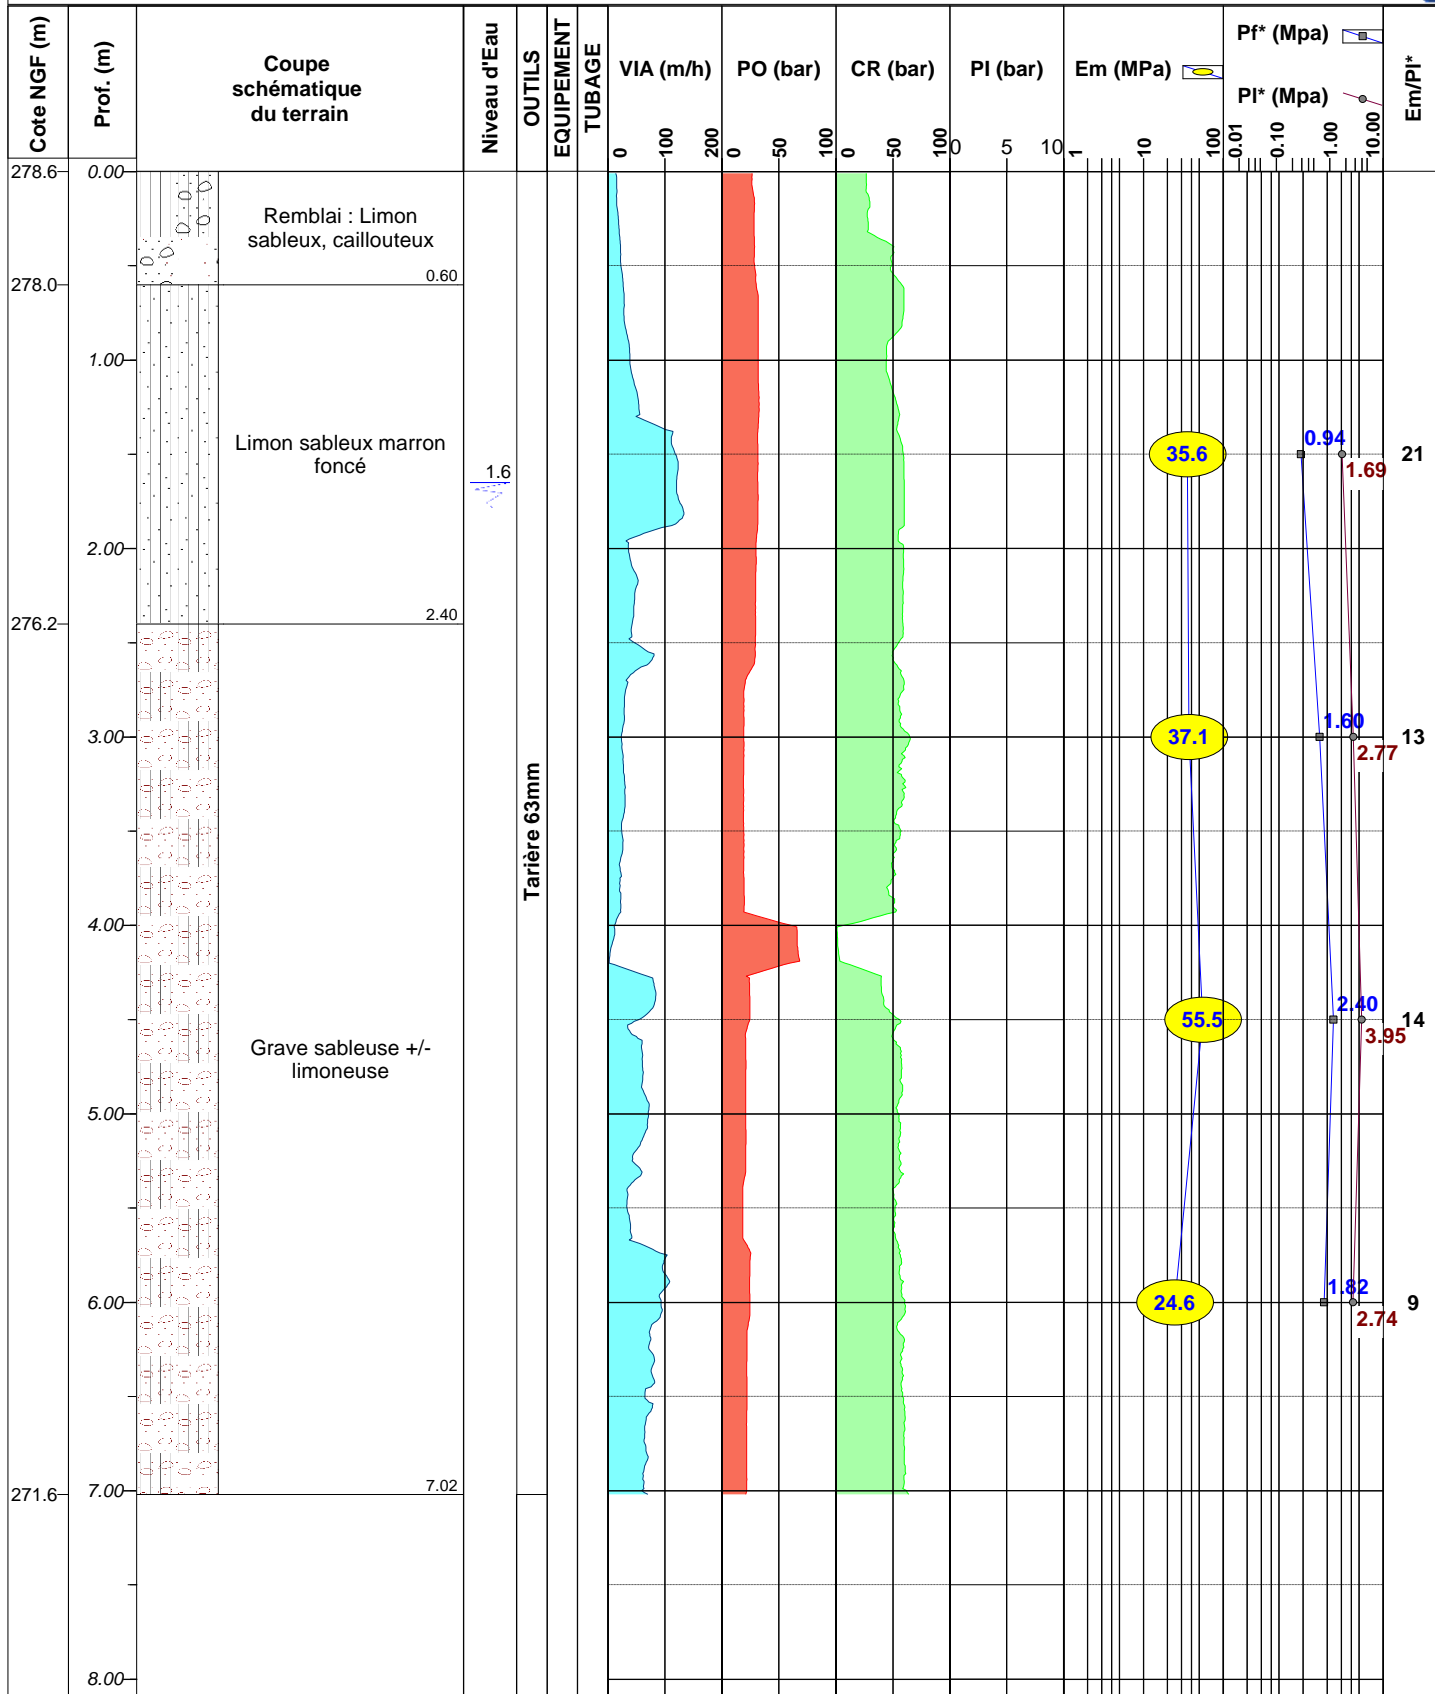 Cote NGF (m)
Prof. (m)
Coupe
schématique
du terrain
Niveau d'Eau
OUTILS
EQUIPEMENT
TUBAGE
VIA (m/h)
0 100 200
PO (bar)
0 50 100
CR (bar)
0 50 100
PI (bar)
0 5 10
Em (MPa)
1 10 100
Pf* (Mpa)
Pl* (Mpa)
0.01 0.10 1.00 10.00
Em/Pl*
278.6
0.00
Remblai : Limon
sableux, caillouteux
0.60
278.0
1.00
Limon sableux marron
foncé
1.6
35.6
0.94
1.69
21
2.00
2.40
276.2
3.00
37.1
1.60
2.77
13
Tarière 63mm
4.00
Grave sableuse +/-
limoneuse
55.5
2.40
3.95
14
5.00
6.00
24.6
1.82
2.74
9
7.02
7.00
271.6
8.00